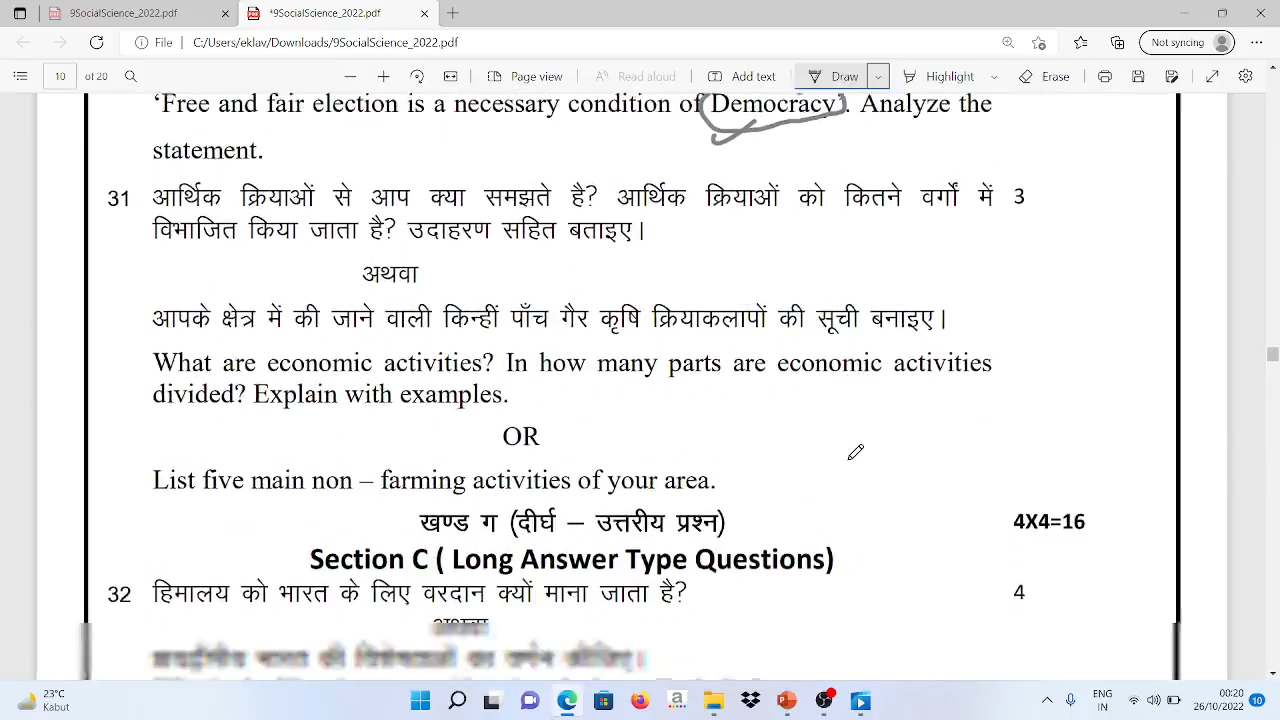 9SocialScience_2022.pdf
*9SocialScience_2022.pdf
File
C:/Users/eklav/Downloads/9SocialScience_2022.pdf
Not syncing
10 of 20
Page view
Read aloud
Add text
Draw
Highlight
Erase
'Free and fair election is a necessary condition of Democracy'. Analyze the
statement.
31 आर्थिक क्रियाओं से आप क्या समझते है? आर्थिक क्रियाओं को कितने वर्गों में 3
विभाजित किया जाता है? उदाहरण सहित बताइए।
अथवा
आपके क्षेत्र में की जाने वाली किन्हीं पाँच गैर कृषि क्रियाकलापों की सूची बनाइए।
What are economic activities? In how many parts are economic activities
divided? Explain with examples.
OR
List five main non – farming activities of your area.
खण्ड ग (दीर्घ – उत्तरीय प्रश्न) 4X4=16
Section C ( Long Answer Type Questions)
32 हिमालय को भारत के लिए वरदान क्यों माना जाता है? 4
अथवा
23°C
Kabut
ENG
IN
00:20
26/10/2022